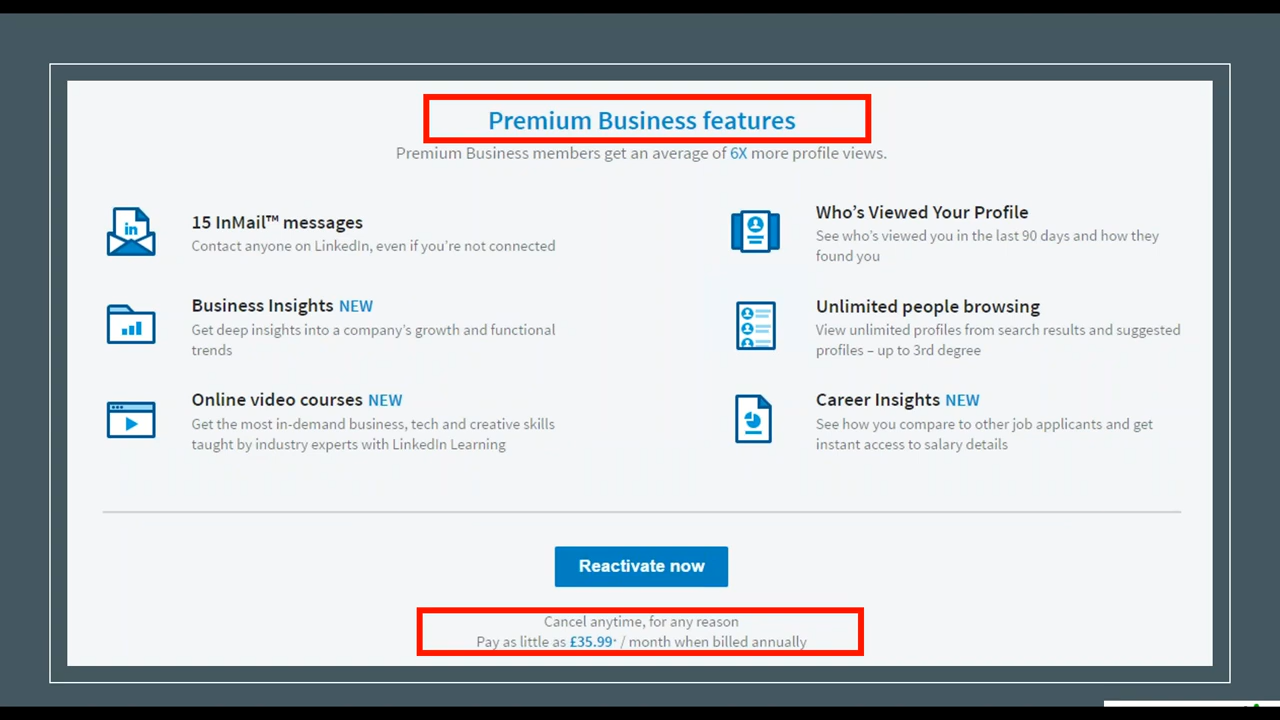 Premium Business features
Premium Business members get an average of 6X more profile views.
in
15 InMail™ messages
Contact anyone on LinkedIn, even if you're not connected
Business Insights NEW
Get deep insights into a company's growth and functional
trends
Online video courses NEW
Get the most in-demand business, tech and creative skills
taught by industry experts with LinkedIn Learning
Who's Viewed Your Profile
See who's viewed you in the last 90 days and how they
found you
Unlimited people browsing
View unlimited profiles from search results and suggested
profiles – up to 3rd degree
Career Insights NEW
See how you compare to other job applicants and get
instant access to salary details
Reactivate now
Cancel anytime, for any reason
Pay as little as £35.99* / month when billed annually